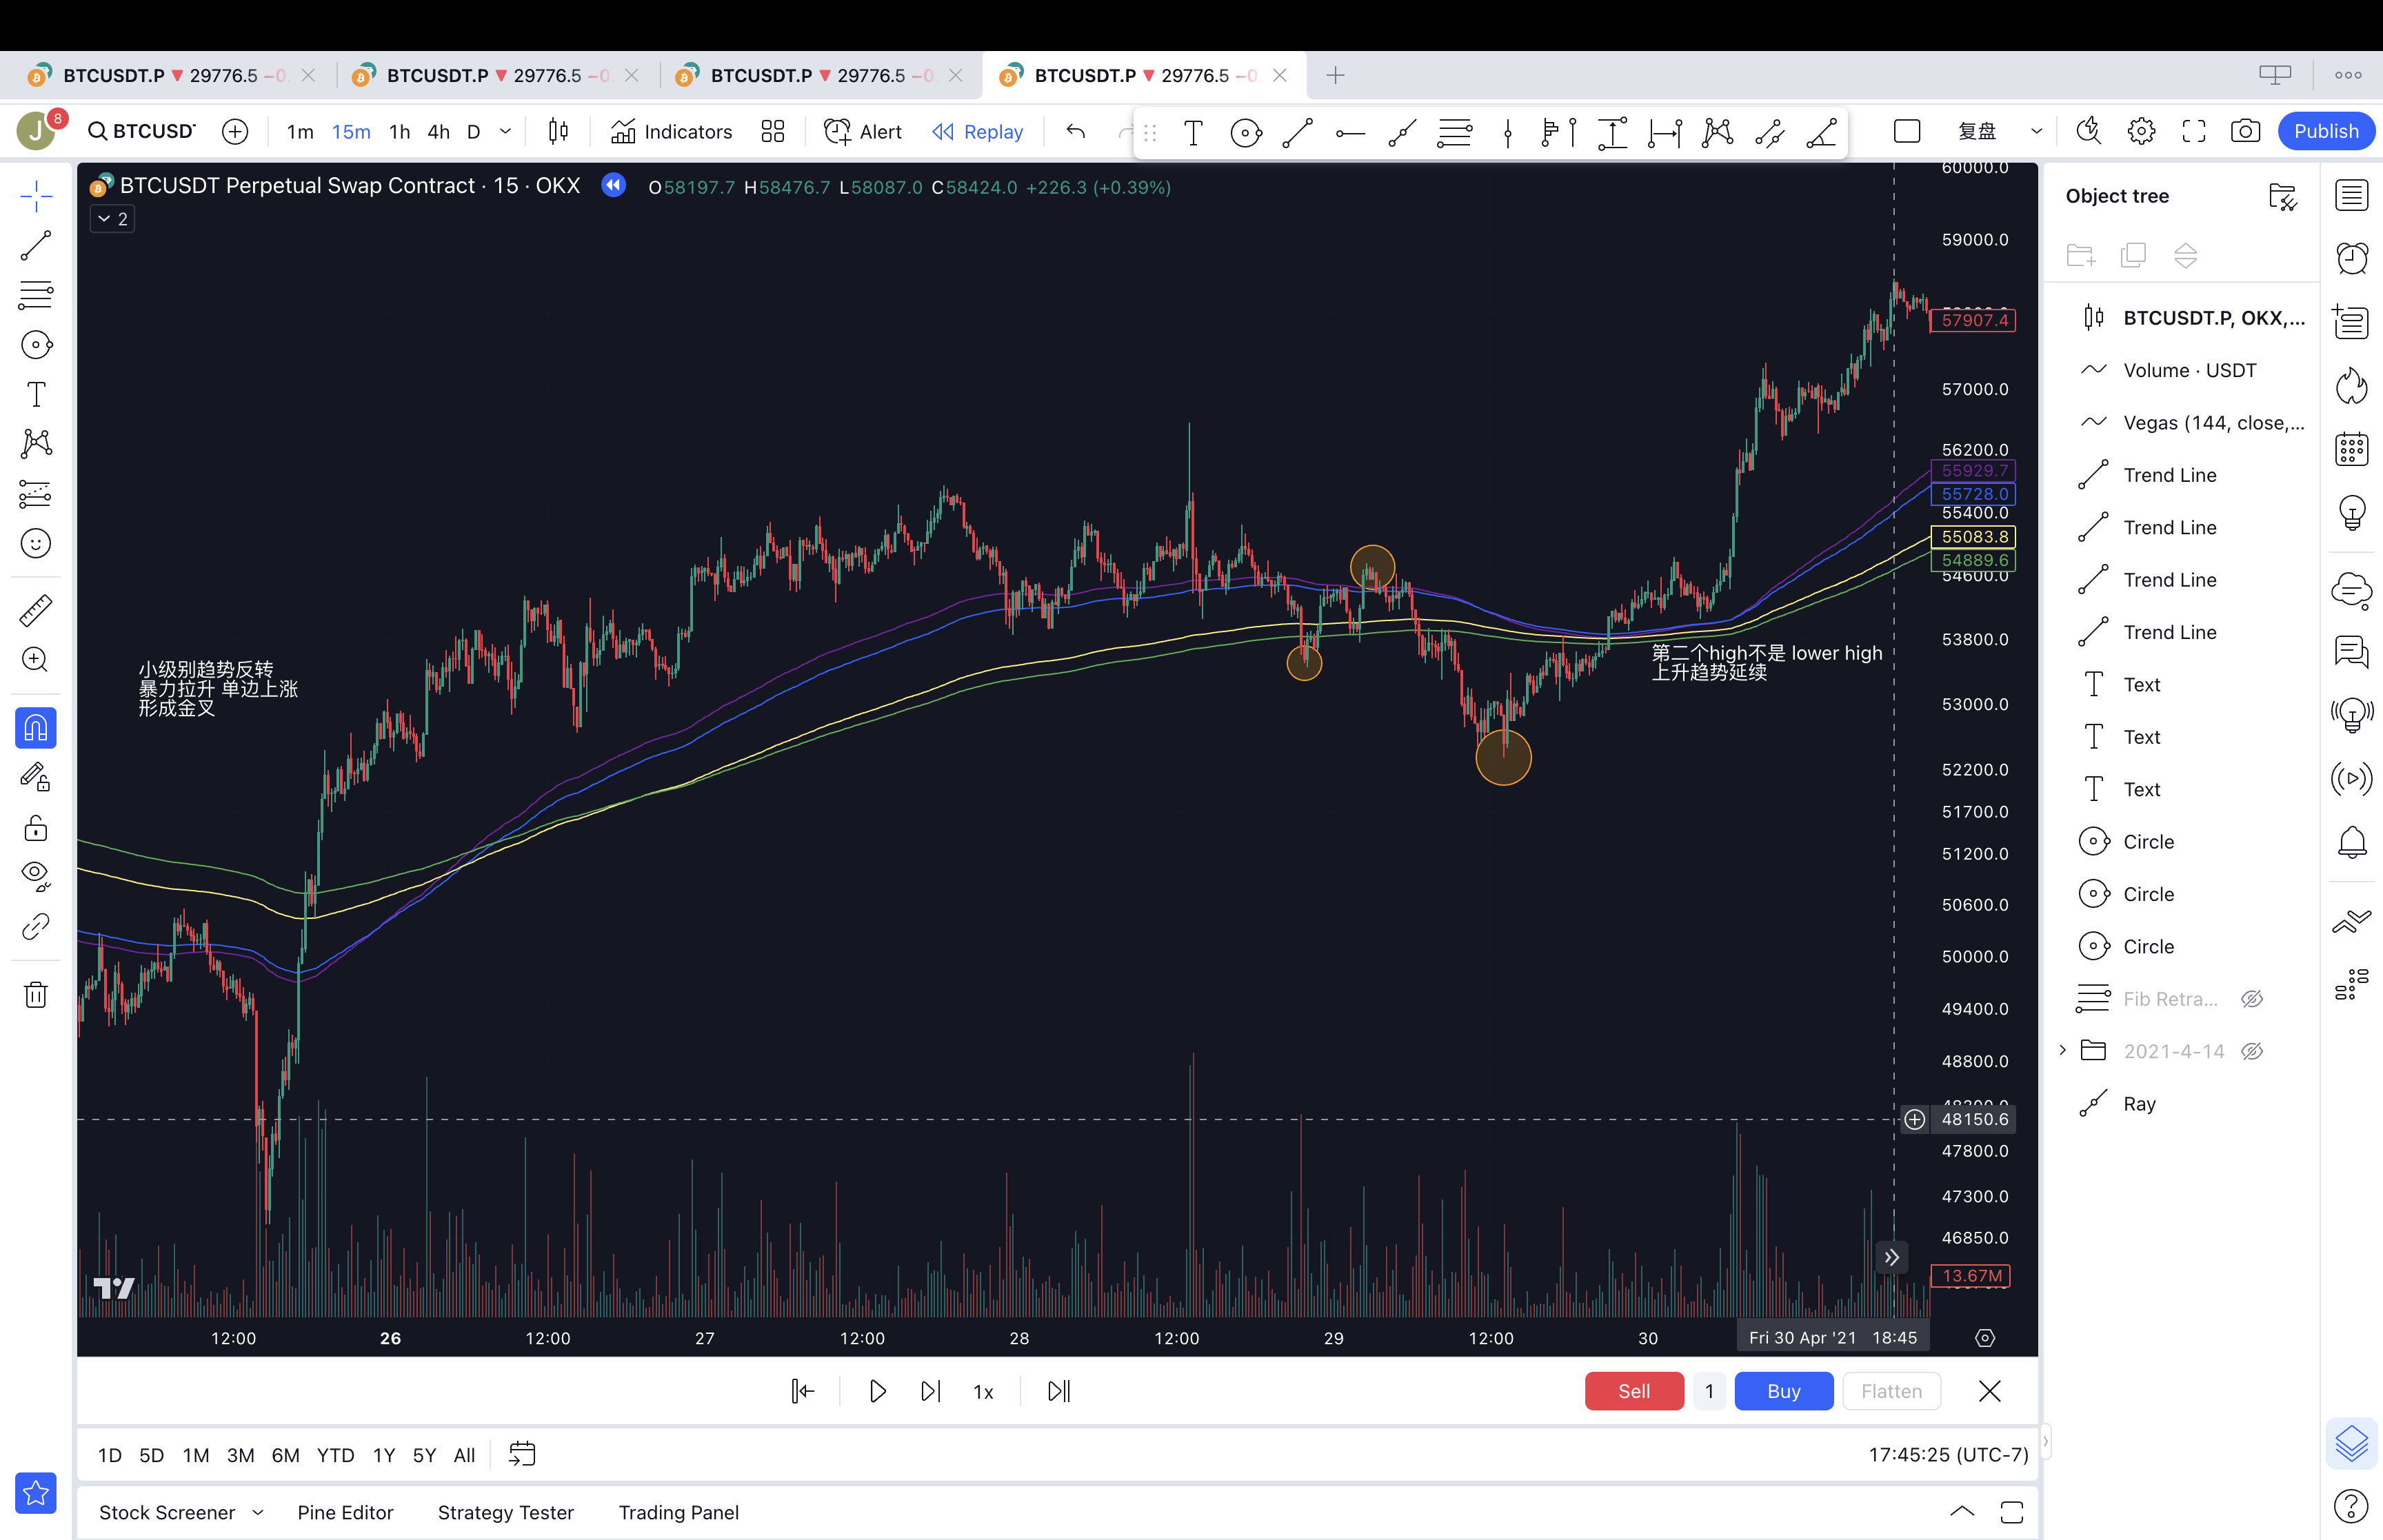 BTCUSDT.P ▼ 29776.5 −0.
BTCUSDT.P ▼ 29776.5 −0.
BTCUSDT.P ▼ 29776.5 −0.
BTCUSDT.P ▼ 29776.5 −0.
J
8
BTCUSDT
1m 15m 1h 4h D
Indicators
Alert
Replay
复盘
Publish
BTCUSDT Perpetual Swap Contract · 15 · OKX
O58197.7 H58476.7 L58087.0 C58424.0 +226.3 (+0.39%)
2
小级别趋势反转
暴力拉升 单边上涨
形成金叉
第二个high不是 lower high
上升趋势延续
60000.0
59000.0
57907.4
57000.0
56200.0
55929.7
55728.0
55400.0
55083.8
54889.6
54600.0
53800.0
53000.0
52200.0
51700.0
51200.0
50600.0
50000.0
49400.0
48800.0
48150.6
47800.0
47300.0
46850.0
13.67M
12:00 26 12:00 27 12:00 28 12:00 29 12:00 30
Fri 30 Apr '21 18:45
Object tree
BTCUSDT.P, OKX,...
Volume · USDT
Vegas (144, close,...
Trend Line
Trend Line
Trend Line
Trend Line
Text
Text
Text
Circle
Circle
Circle
Fib Retra...
2021-4-14
Ray
1x
Sell 1 Buy Flatten
1D 5D 1M 3M 6M YTD 1Y 5Y All
17:45:25 (UTC-7)
Stock Screener Pine Editor Strategy Tester Trading Panel